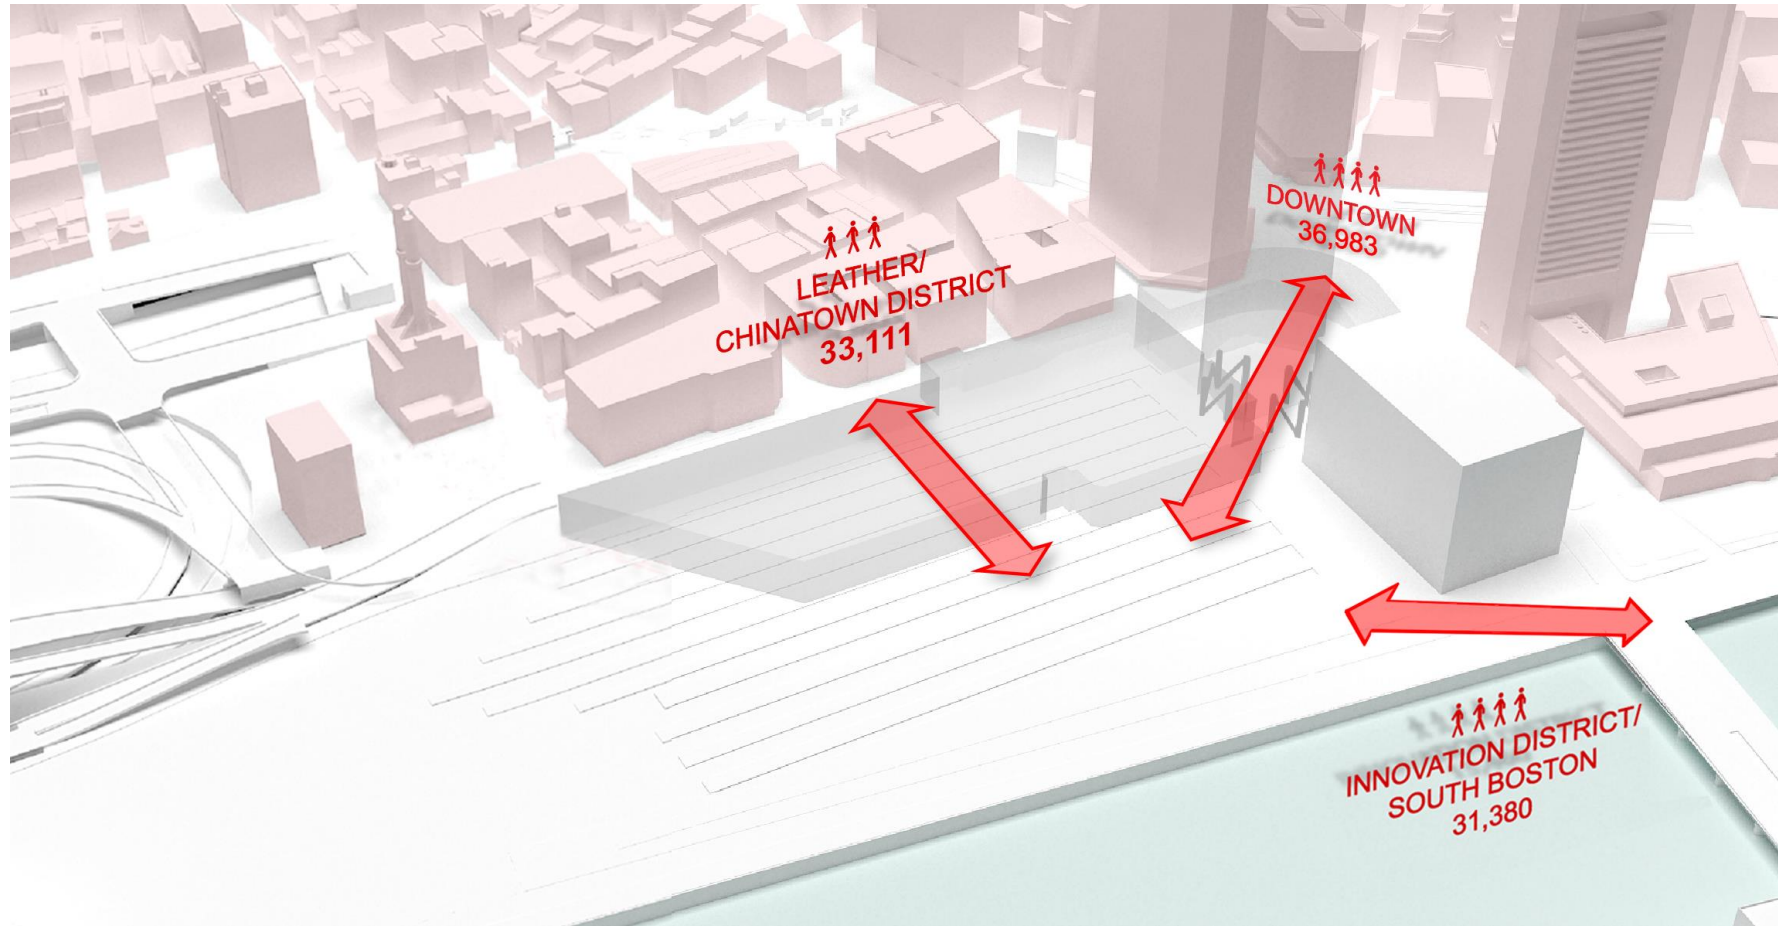 DOWNTOWN
36,983
LEATHER/
CHINATOWN DISTRICT
33,111
INNOVATION DISTRICT/
SOUTH BOSTON
31,380